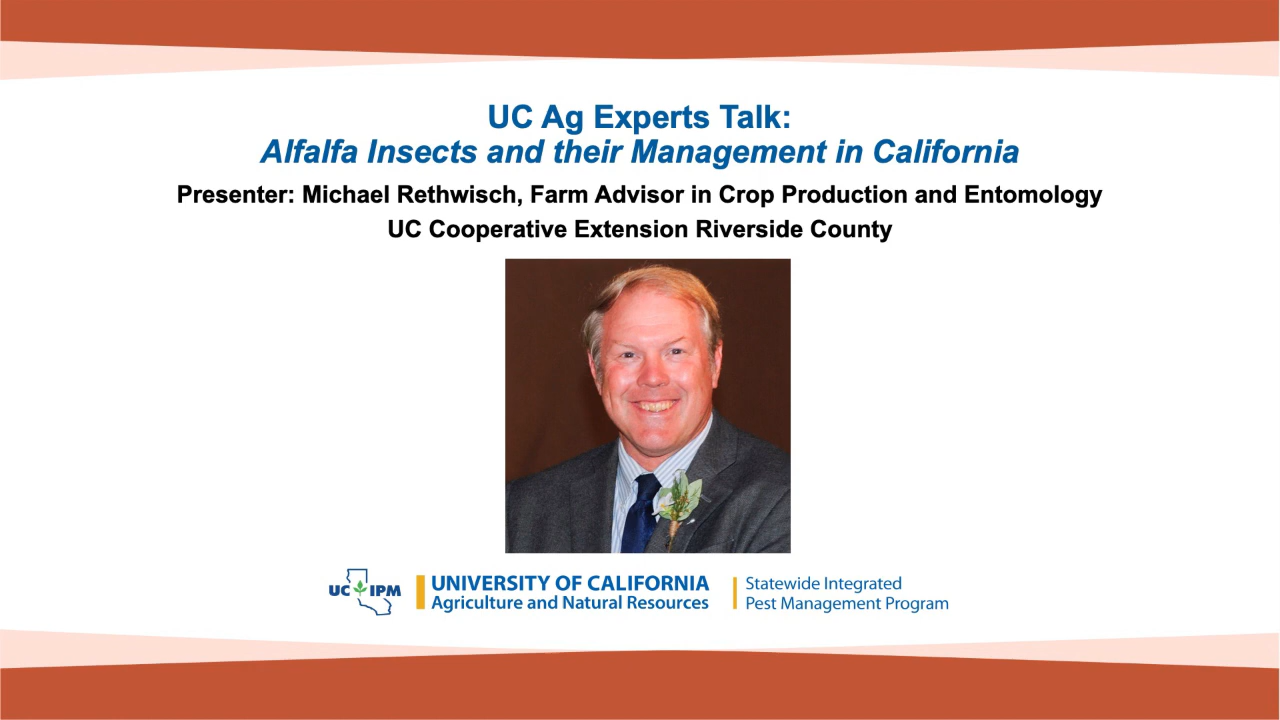 UC Ag Experts Talk:
Alfalfa Insects and their Management in California
Presenter: Michael Rethwisch, Farm Advisor in Crop Production and Entomology
UC Cooperative Extension Riverside County
UC IPM
UNIVERSITY OF CALIFORNIA
Agriculture and Natural Resources
Statewide Integrated
Pest Management Program